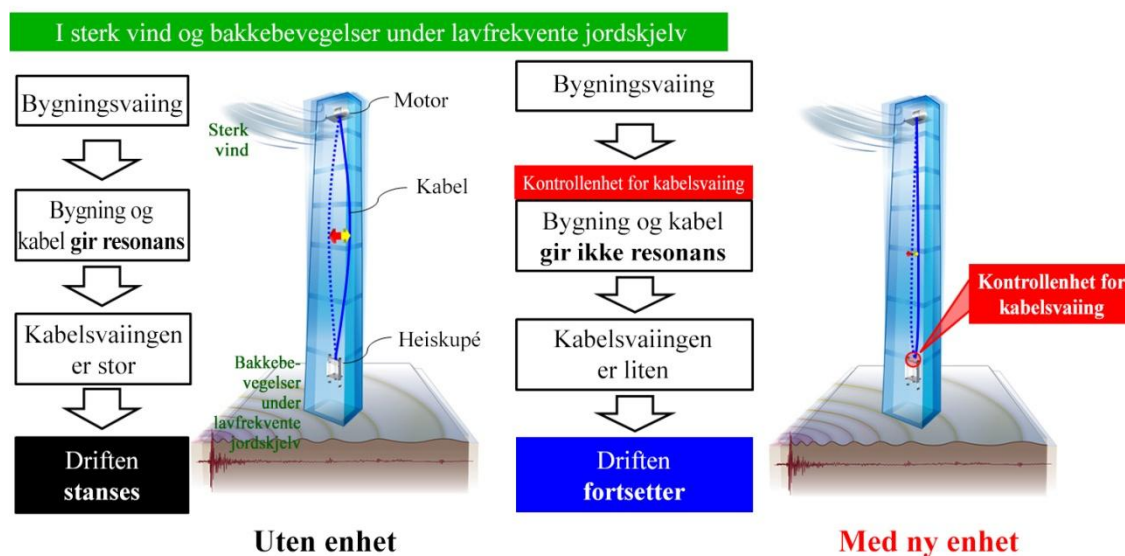 I sterk vind og bakkebevegelser under lavfrekvente jordskjelv
Bygningsvaiing
Bygning og
kabel gir resonans
Kabelsvaiingen
er stor
Driften
stanses
Sterk
vind
Motor
Kabel
Heiskupé
Bakkebe-
vegelser
under
lavfrekvente
jordskjelv
Uten enhet
Bygningsvaiing
Kontrollenhet for kabelsvaiing
Bygning og kabel
gir ikke resonans
Kabelsvaiingen
er liten
Driften
fortsetter
Kontrollenhet for
kabelsvaiing
Med ny enhet